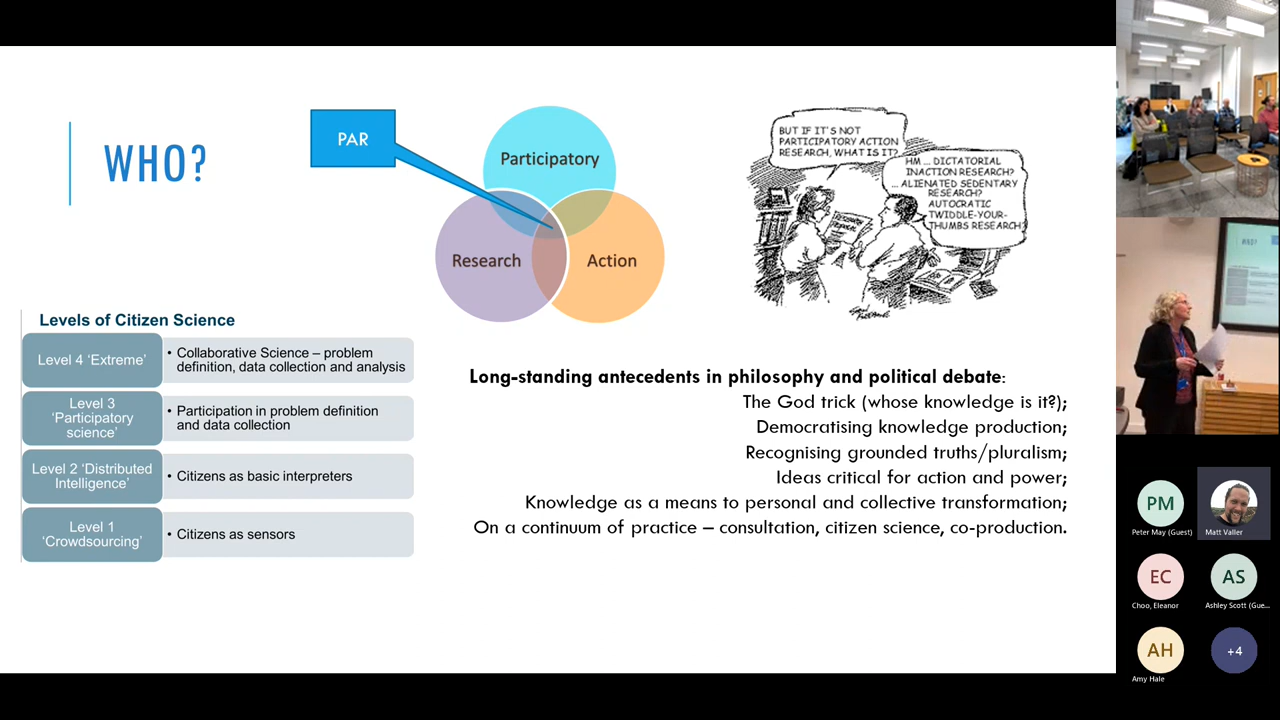 WHO?
PAR
Participatory
Research
Action
BUT IF IT'S NOT
PARTICIPATORY ACTION
RESEARCH, WHAT IS IT?
HM ... DICTATORIAL
INACTION RESEARCH?
... ALIENATED SEDENTARY
RESEARCH?
AUTOCRATIC
TWIDDLE-YOUR-
THUMBS RESEARCH?
Levels of Citizen Science
Level 4 ‘Extreme’
• Collaborative Science – problem
definition, data collection and analysis
Level 3
‘Participatory
science’
• Participation in problem definition
and data collection
Level 2 ‘Distributed
Intelligence’
• Citizens as basic interpreters
Level 1
‘Crowdsourcing’
• Citizens as sensors
Long-standing antecedents in philosophy and political debate:
The God trick (whose knowledge is it?);
Democratising knowledge production;
Recognising grounded truths/pluralism;
Ideas critical for action and power;
Knowledge as a means to personal and collective transformation;
On a continuum of practice – consultation, citizen science, co-production.
WHO?
PM
Peter May (Guest)
Matt Valler
EC
Choo, Eleanor
AS
Ashley Scott (Gue...
AH
Amy Hale
+4